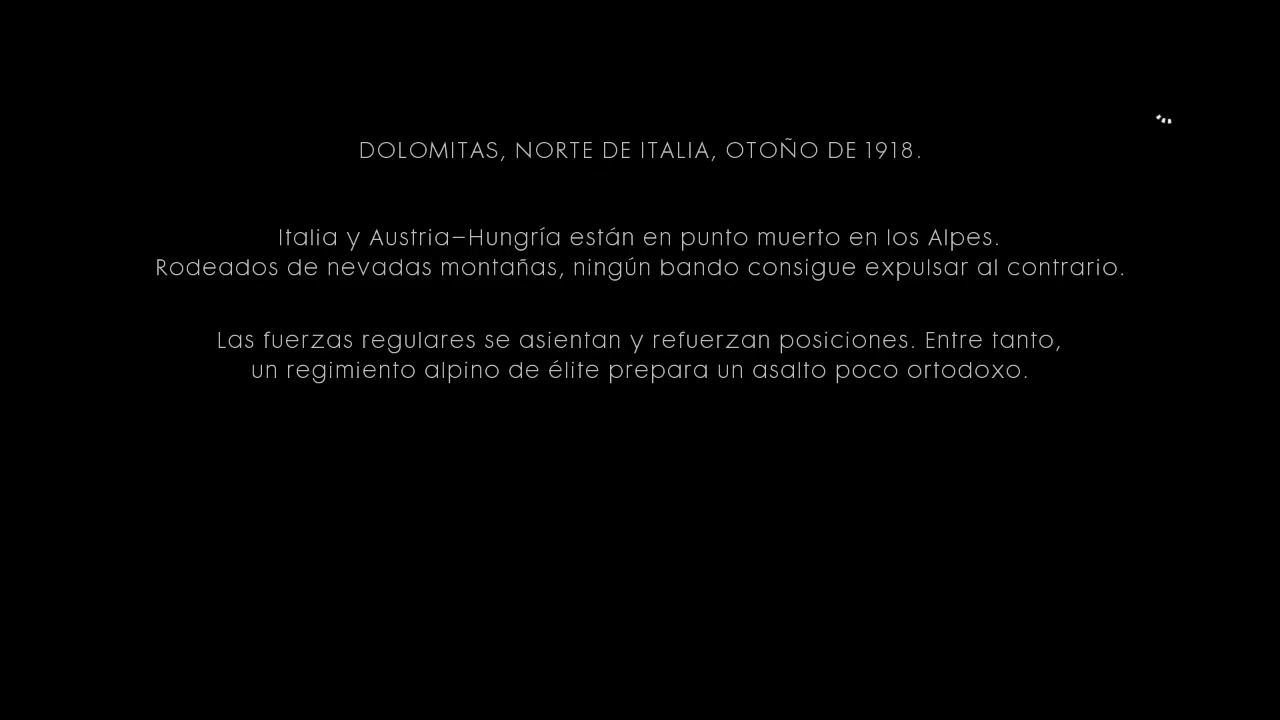 DOLOMITAS, NORTE DE ITALIA, OTOÑO DE 1918.
Italia y Austria-Hungría están en punto muerto en los Alpes.
Rodeados de nevadas montañas, ningún bando consigue expulsar al contrario.
Las fuerzas regulares se asientan y refuerzan posiciones. Entre tanto,
un regimiento alpino de élite prepara un asalto poco ortodoxo.